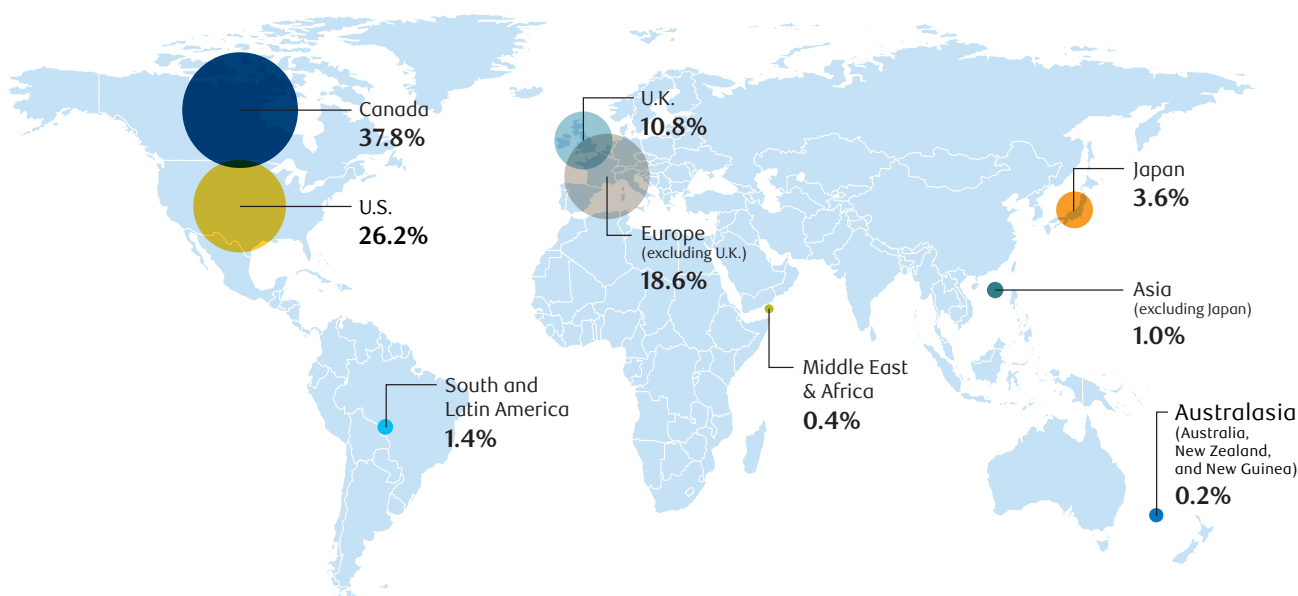 Canada
37.8%
U.S.
26.2%
U.K.
10.8%
Europe
(excluding U.K.)
18.6%
Japan
3.6%
Asia
(excluding Japan)
1.0%
Middle East
& Africa
0.4%
South and
Latin America
1.4%
Australasia
(Australia,
New Zealand,
and New Guinea)
0.2%